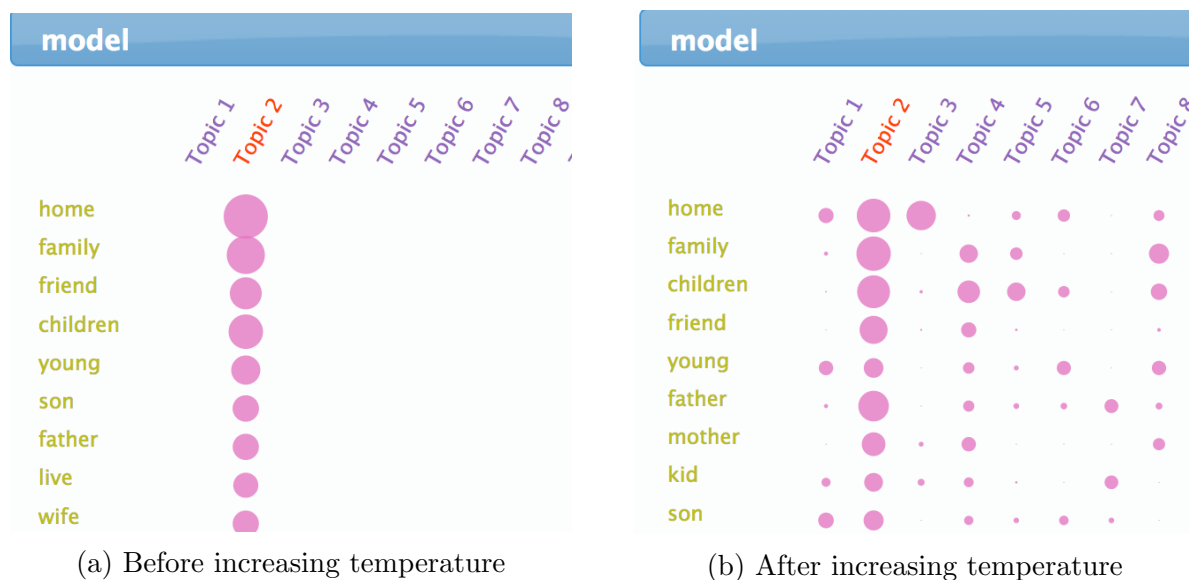 model
Topic 1
Topic 2
Topic 3
Topic 4
Topic 5
Topic 6
Topic 7
Topic 8
home
family
friend
children
young
son
father
live
wife
(a) Before increasing temperature
model
Topic 1
Topic 2
Topic 3
Topic 4
Topic 5
Topic 6
Topic 7
Topic 8
home
family
children
friend
young
father
mother
kid
son
(b) After increasing temperature